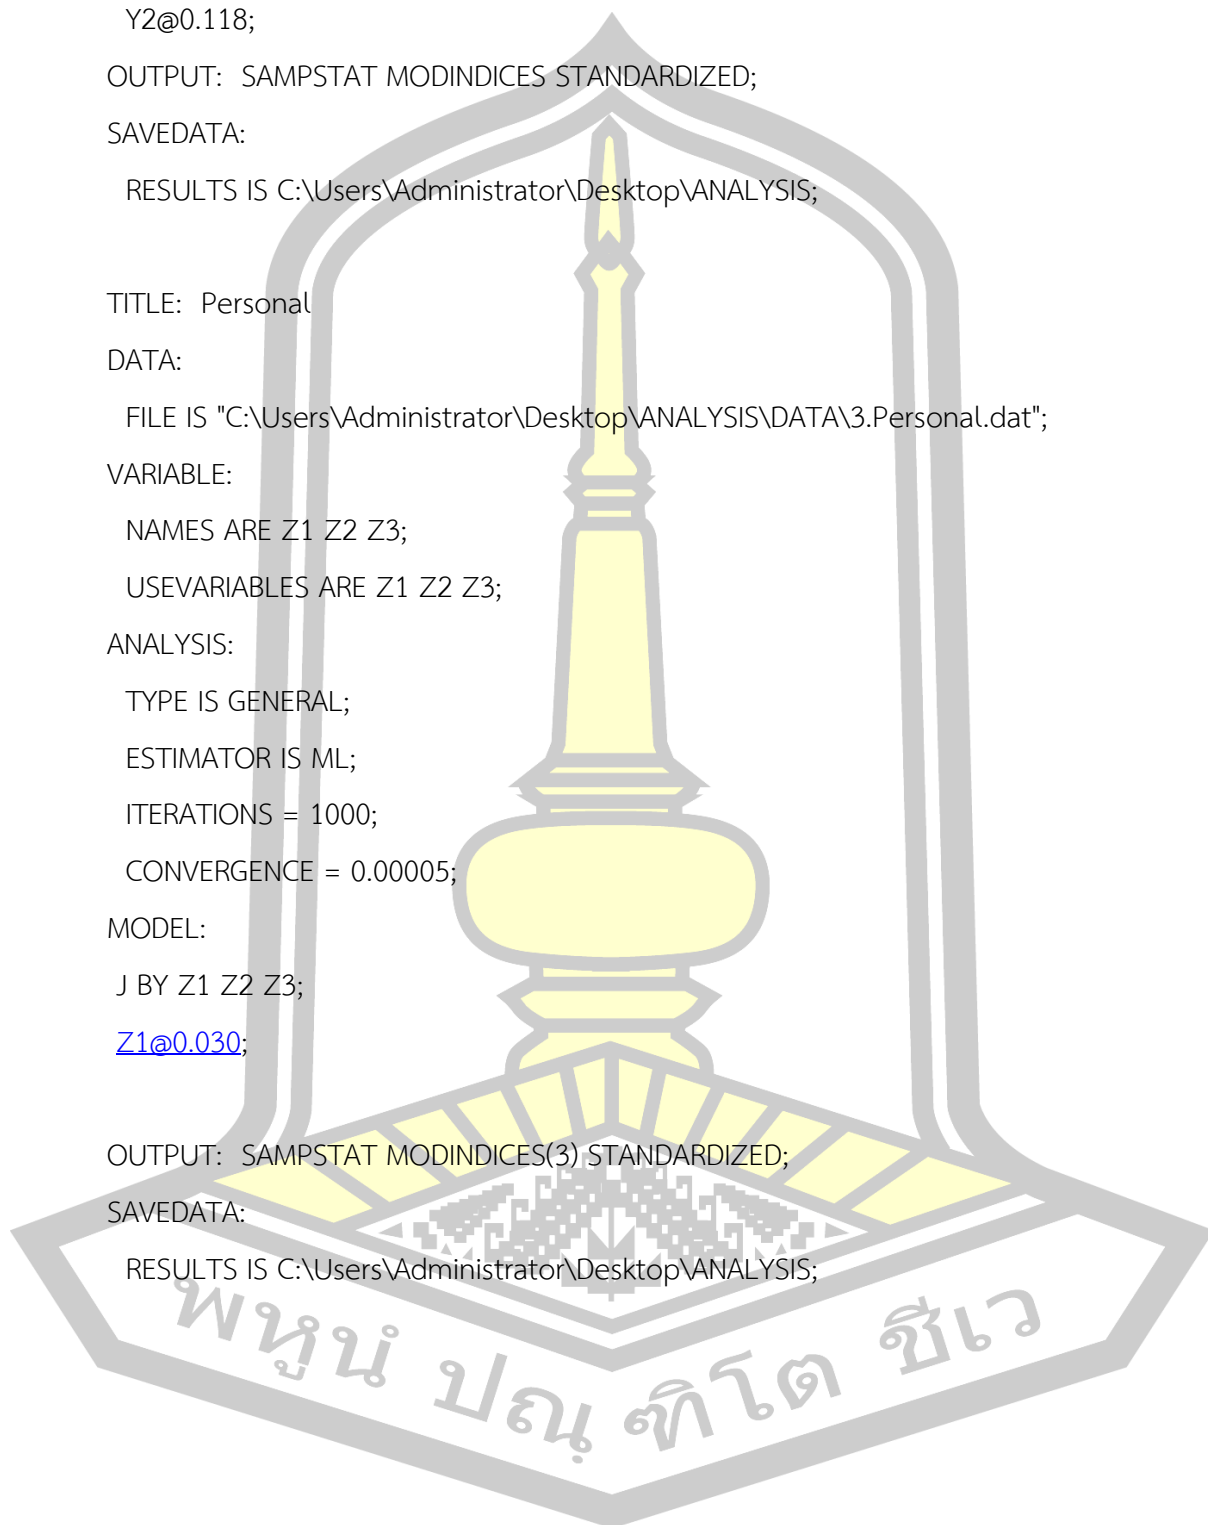 Y2@0.118;
OUTPUT:  SAMPSTAT MODINDICES STANDARDIZED;
SAVEDATA:
RESULTS IS C:\Users\Administrator\Desktop\ANALYSIS;
TITLE:  Personal
DATA:
FILE IS "C:\Users\Administrator\Desktop\ANALYSIS\DATA\3.Personal.dat";
VARIABLE:
NAMES ARE Z1 Z2 Z3;
USEVARIABLES ARE Z1 Z2 Z3;
ANALYSIS:
TYPE IS GENERAL;
ESTIMATOR IS ML;
ITERATIONS = 1000;
CONVERGENCE = 0.00005;
MODEL:
J BY Z1 Z2 Z3;
Z1@0.030;
OUTPUT:  SAMPSTAT MODINDICES(3) STANDARDIZED;
SAVEDATA:
RESULTS IS C:\Users\Administrator\Desktop\ANALYSIS;
พหูนํ ปณฺฑิโต ชีเว